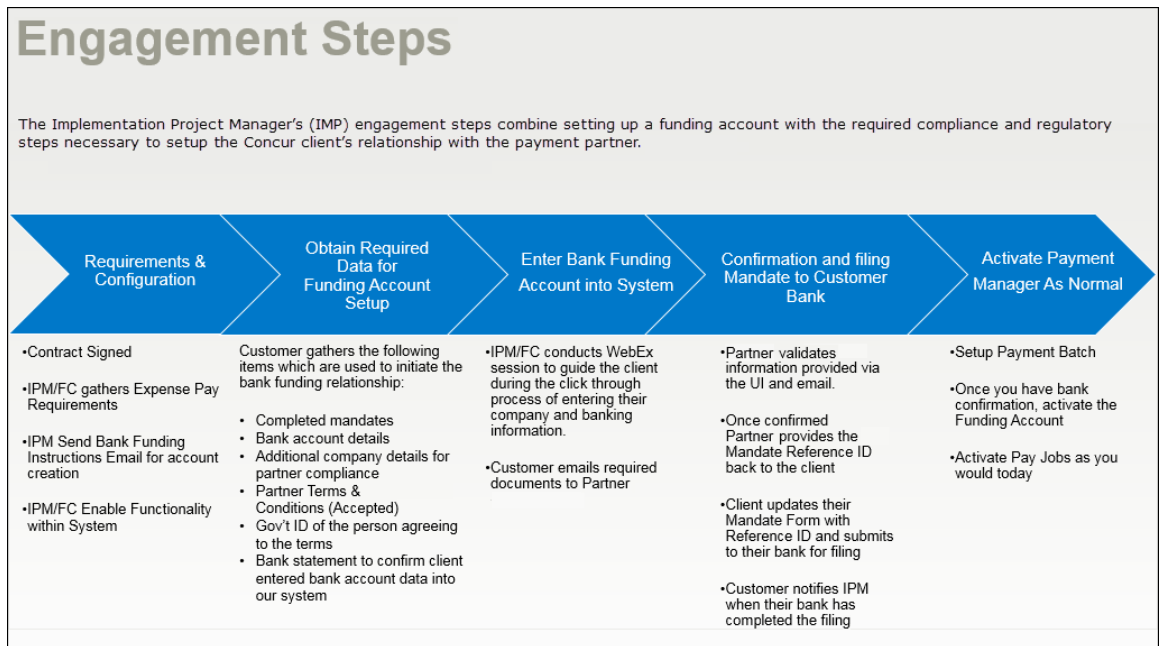 Engagement Steps
The Implementation Project Manager's (IMP) engagement steps combine setting up a funding account with the required compliance and regulatory
steps necessary to setup the Concur client's relationship with the payment partner.
Requirements &
Configuration
Obtain Required
Data for
Funding Account
Setup
Enter Bank Funding
Account into System
Confirmation and filing
Mandate to Customer
Bank
Activate Payment
Manager As Normal
•Contract Signed
•IPM/FC gathers Expense Pay
Requirements
•IPM Send Bank Funding
Instructions Email for account
creation
•IPM/FC Enable Functionality
within System
Customer gathers the following
items which are used to initiate the
bank funding relationship:
• Completed mandates
• Bank account details
• Additional company details for
partner compliance
• Partner Terms &
Conditions (Accepted)
• Gov't ID of the person agreeing
to the terms
• Bank statement to confirm client
entered bank account data into
our system
•IPM/FC conducts WebEx
session to guide the client
during the click through
process of entering their
company and banking
information.
•Customer emails required
documents to Partner
•Partner validates
information provided via
the UI and email.
•Once confirmed
Partner provides the
Mandate Reference ID
back to the client
•Client updates their
Mandate Form with
Reference ID and submits
to their bank for filing
•Customer notifies IPM
when their bank has
completed the filing
•Setup Payment Batch
•Once you have bank
confirmation, activate the
Funding Account
•Activate Pay Jobs as you
would today